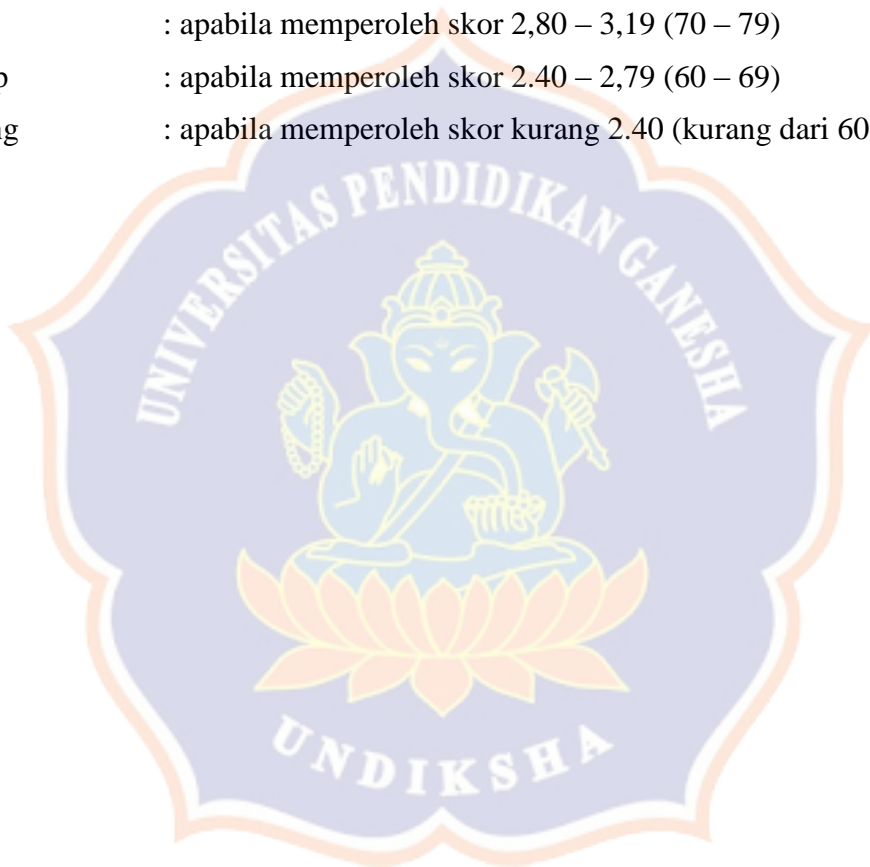 : apabila memperoleh skor 2,80 – 3,19 (70 – 79)
p : apabila memperoleh skor 2.40 – 2,79 (60 – 69)
ng : apabila memperoleh skor kurang 2.40 (kurang dari 60
UNIVERSITAS PENDIDIKAN GANESHA
UNDIKSHA